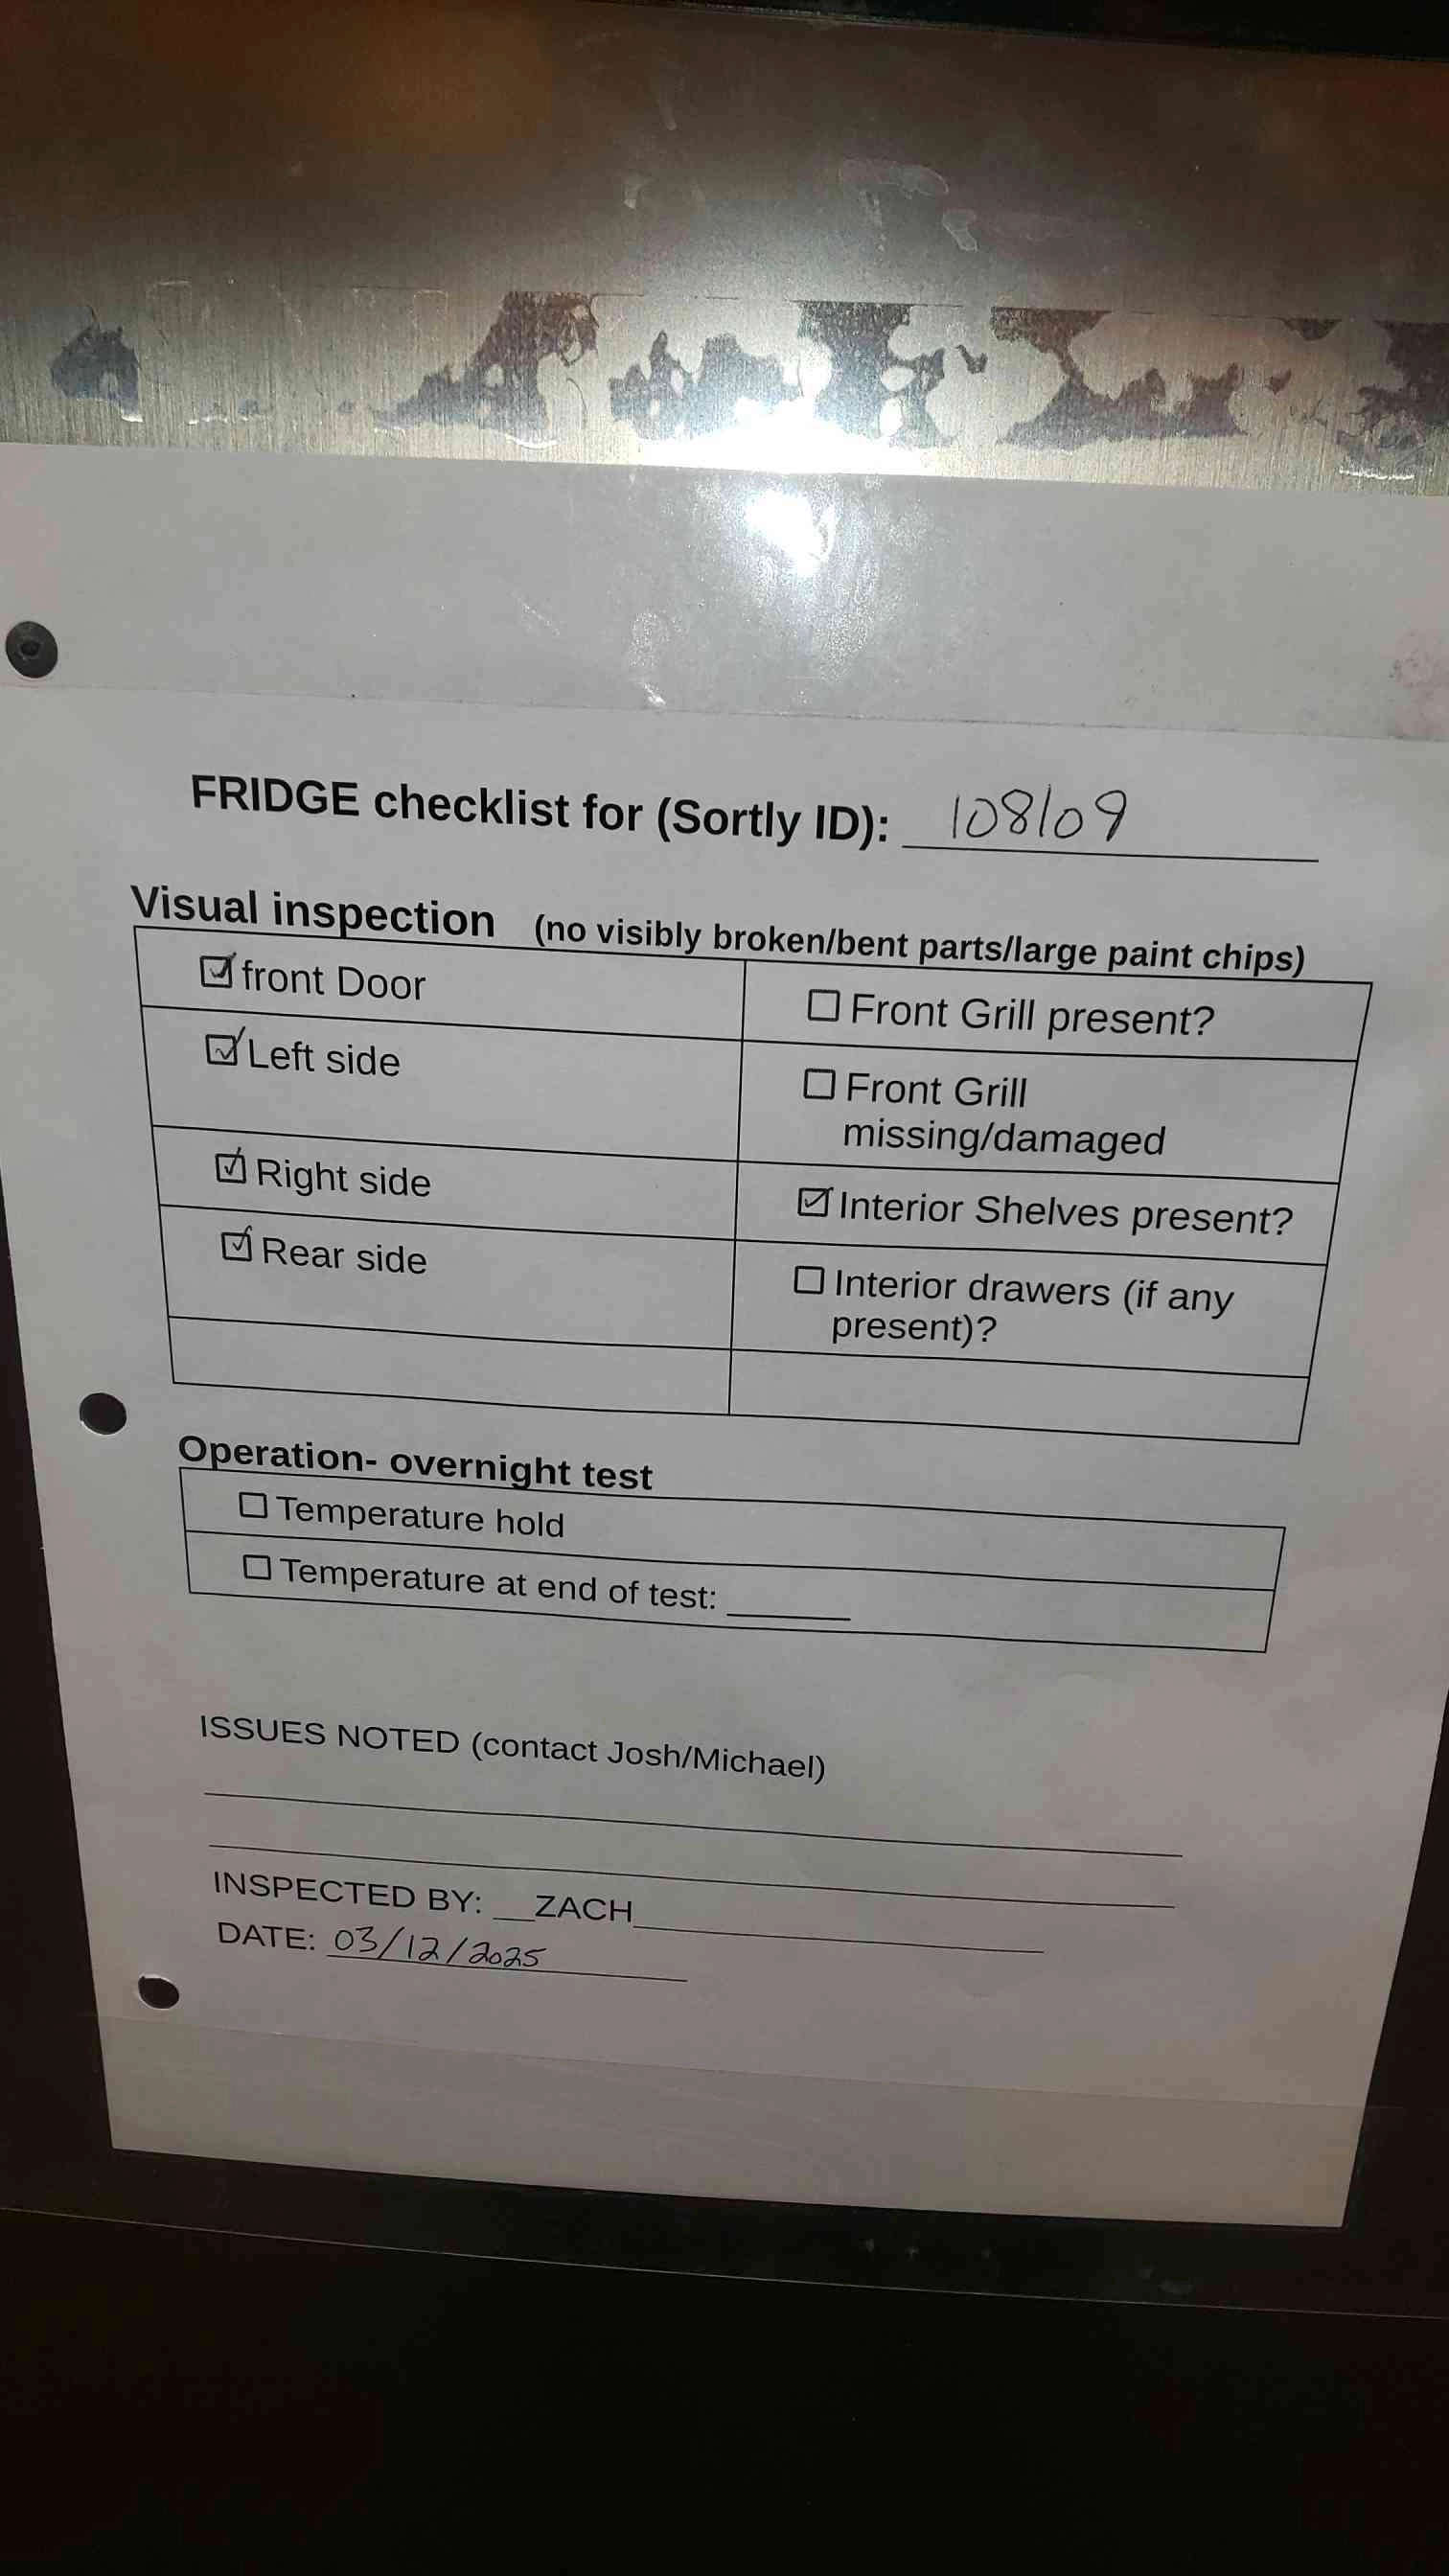 FRIDGE checklist for (Sortly ID): 108109
Visual inspection (no visibly broken/bent parts/large paint chips)
☑ front Door
☐ Front Grill present?
☑ Left side
☐ Front Grill
missing/damaged
☑ Right side
☑ Interior Shelves present?
☑ Rear side
☐ Interior drawers (if any
present)?
Operation- overnight test
☐ Temperature hold
☐ Temperature at end of test: ______
ISSUES NOTED (contact Josh/Michael)
INSPECTED BY: __ZACH____________________
DATE: 03/12/2025